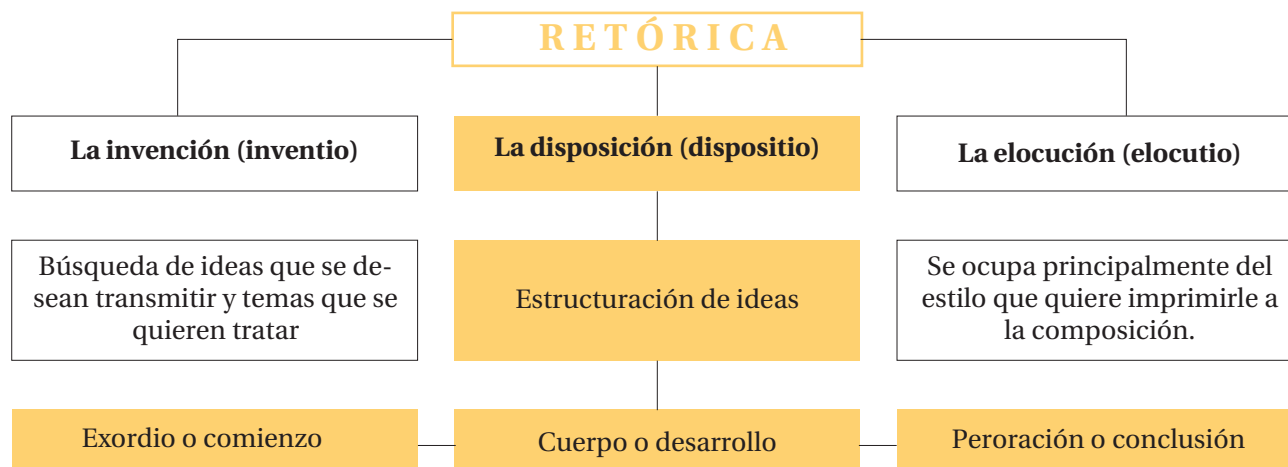 RETÓRICA
La invención (inventio)
La disposición (dispositio)
La elocución (elocutio)
Búsqueda de ideas que se de-
sean transmitir y temas que se
quieren tratar
Estructuración de ideas
Se ocupa principalmente del
estilo que quiere imprimirle a
la composición.
Exordio o comienzo
Cuerpo o desarrollo
Peroración o conclusión